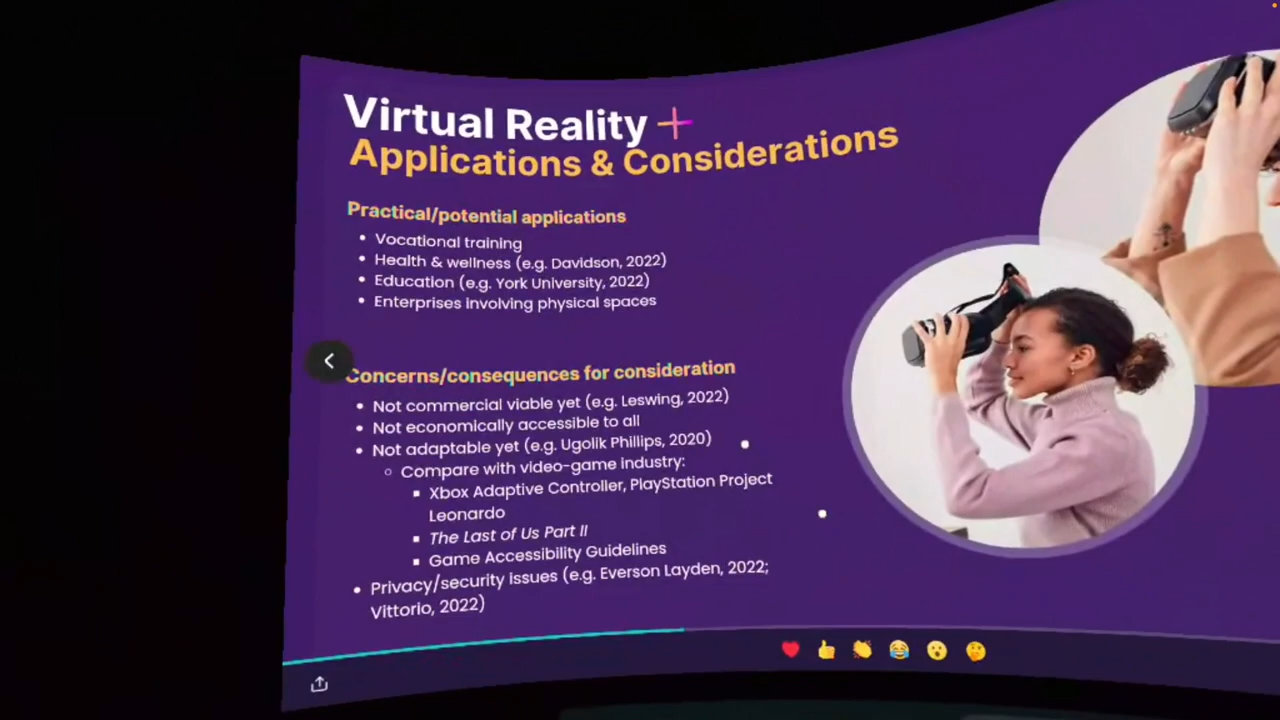 Virtual Reality
Applications & Considerations
Practical/potential applications
Vocational training
Health & wellness (e.g. Davidson, 2022)
Education (e.g. York University, 2022)
Enterprises involving physical spaces
Concerns/consequences for consideration
Not commercial viable yet (e.g. Leswing, 2022)
Not economically accessible to all
Not adaptable yet (e.g. Ugolik Phillips, 2020)
Compare with video-game industry:
Xbox Adaptive Controller, PlayStation Project
Leonardo
The Last of Us Part II
Game Accessibility Guidelines
Privacy/security issues (e.g. Everson Layden, 2022;
Vittorio, 2022)